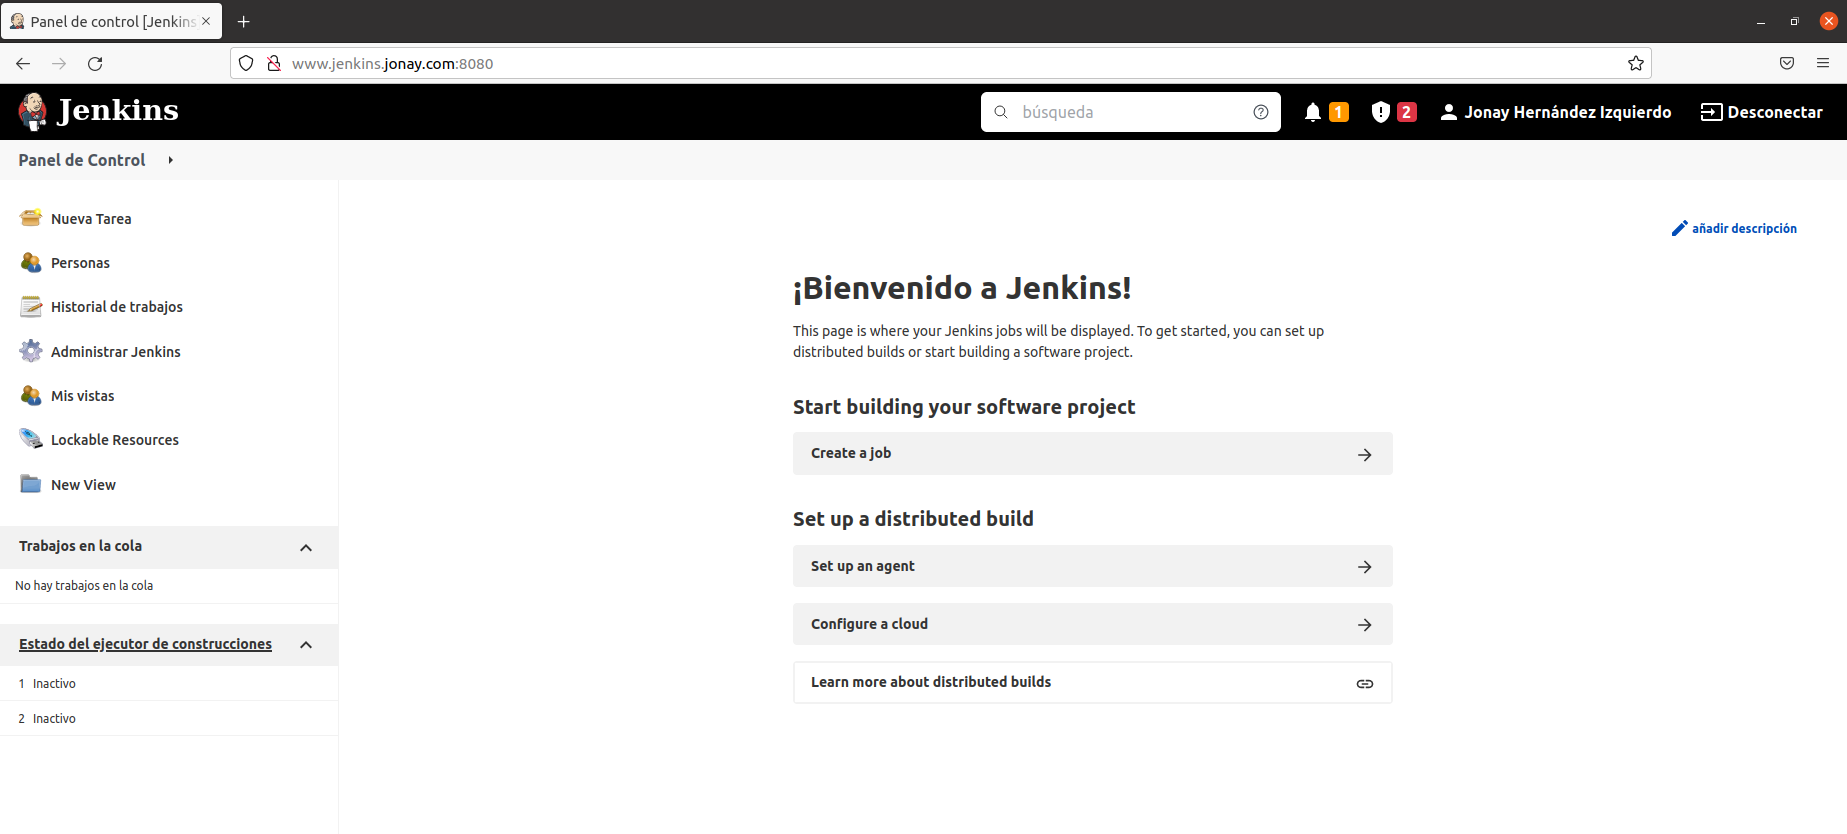 Panel de control [Jenkins
www.jenkins.jonay.com:8080
Jenkins
búsqueda
1
2
Jonay Hernández Izquierdo
Desconectar
Panel de Control
Nueva Tarea
Personas
Historial de trabajos
Administrar Jenkins
Mis vistas
Lockable Resources
New View
Trabajos en la cola
No hay trabajos en la cola
Estado del ejecutor de construcciones
1 Inactivo
2 Inactivo
añadir descripción
¡Bienvenido a Jenkins!
This page is where your Jenkins jobs will be displayed. To get started, you can set up
distributed builds or start building a software project.
Start building your software project
Create a job
Set up a distributed build
Set up an agent
Configure a cloud
Learn more about distributed builds